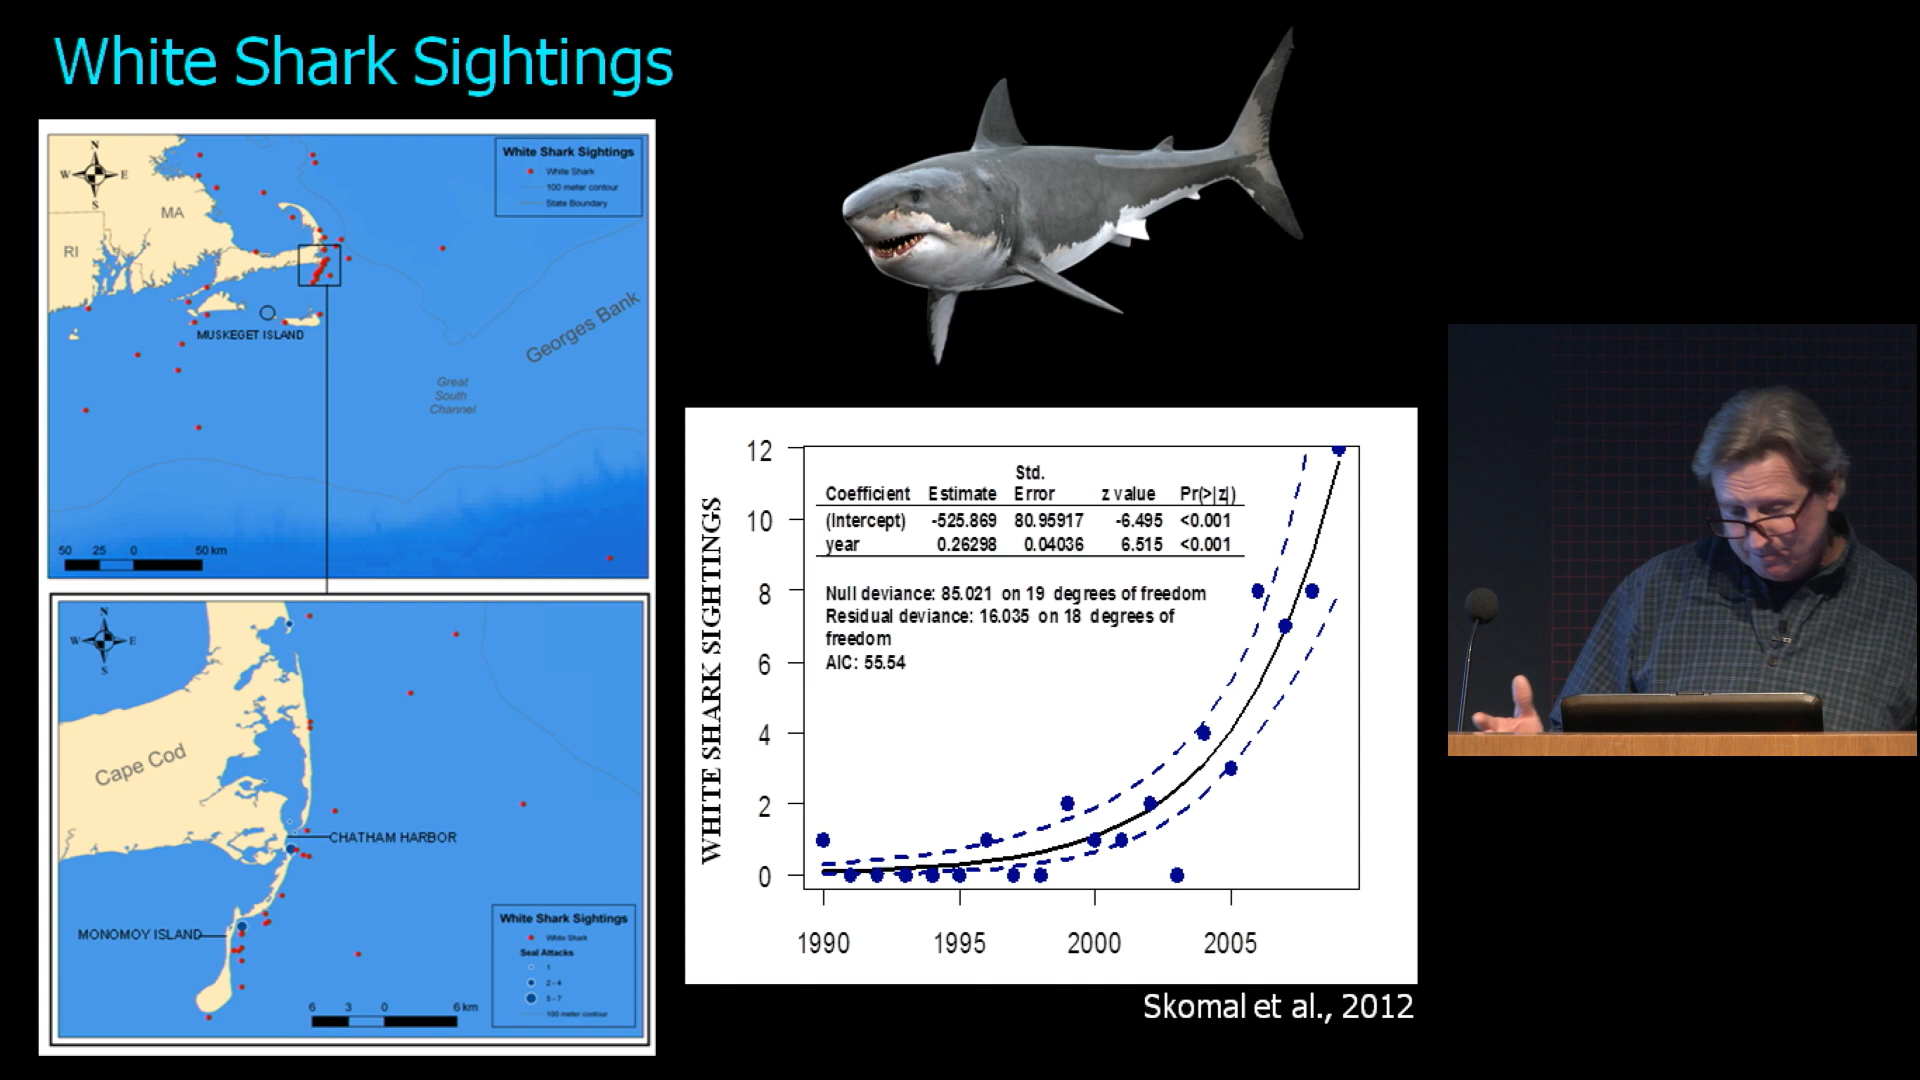 White Shark Sightings
N
W E
S
MA
RI
White Shark Sightings
White Shark
100 meter contour
State Boundary
MUSKEGET ISLAND
Georges Bank
Great
South
Channel
50 25 0 50 km
N
W E
S
Cape Cod
CHATHAM HARBOR
MONOMOY ISLAND
White Shark Sightings
White Shark
Seal Attacks
1
2 - 4
5 - 7
100 meter contour
6 3 0 6 km
WHITE SHARK SIGHTINGS
12
10
8
6
4
2
0
Std.
Coefficient Estimate Error z value Pr(>|z|)
(Intercept) -525.869 80.95917 -6.495 <0.001
year 0.26298 0.04036 6.515 <0.001
Null deviance: 85.021 on 19 degrees of freedom
Residual deviance: 16.035 on 18 degrees of
freedom
AIC: 55.54
1990 1995 2000 2005
Skomal et al., 2012